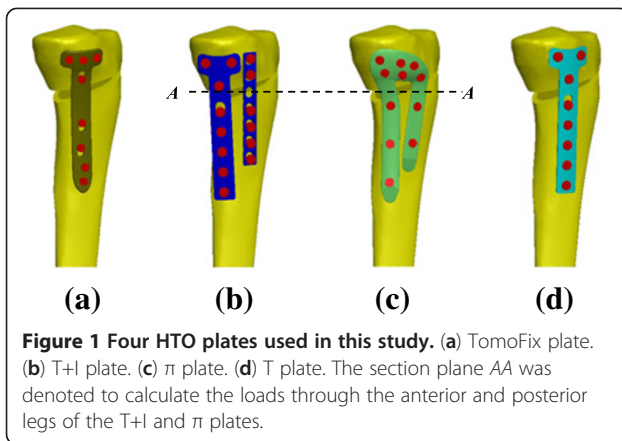 A A
(a) (b) (c) (d)
Figure 1 Four HTO plates used in this study. (a) TomoFix plate.
(b) T+I plate. (c) π plate. (d) T plate. The section plane AA was
denoted to calculate the loads through the anterior and posterior
legs of the T+I and π plates.